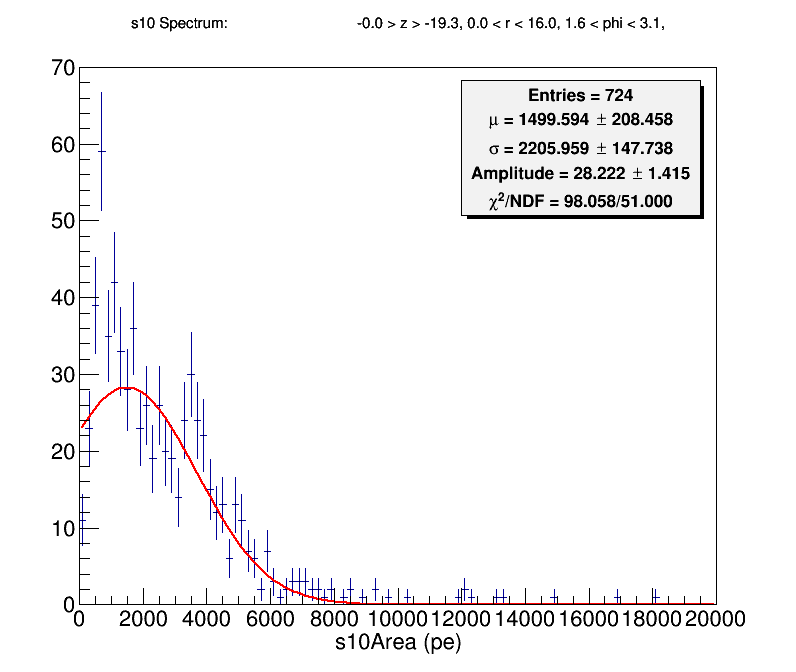 s10 Spectrum: -0.0 > z > -19.3, 0.0 < r < 16.0, 1.6 < phi < 3.1,
70
Entries = 724
μ = 1499.594 ± 208.458
σ = 2205.959 ± 147.738
Amplitude = 28.222 ± 1.415
χ²/NDF = 98.058/51.000
60
50
40
30
20
10
0
0 2000 4000 6000 8000 10000 12000 14000 16000 18000 20000
s10Area (pe)